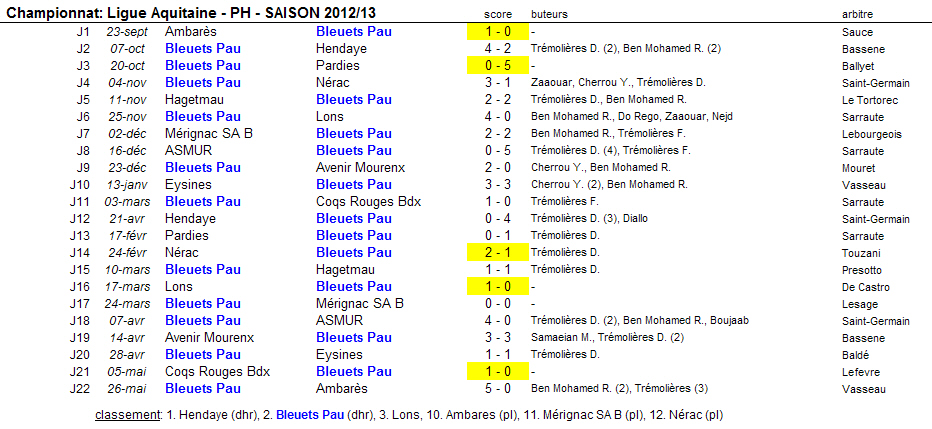 Championnat: Ligue Aquitaine - PH - SAISON 2012/13 score buteurs arbitre
J1 23-sept Ambarès Bleuets Pau 1 - 0 - Sauce
J2 07-oct Bleuets Pau Hendaye 4 - 2 Trémolières D. (2), Ben Mohamed R. (2) Bassene
J3 20-oct Bleuets Pau Pardies 0 - 5 - Ballyet
J4 04-nov Bleuets Pau Nérac 3 - 1 Zaaouar, Cherrou Y., Trémolières D. Saint-Germain
J5 11-nov Hagetmau Bleuets Pau 2 - 2 Trémolières D., Ben Mohamed R. Le Tortorec
J6 25-nov Bleuets Pau Lons 4 - 0 Ben Mohamed R., Do Rego, Zaaouar, Nejd Sarraute
J7 02-déc Mérignac SA B Bleuets Pau 2 - 2 Ben Mohamed R., Trémolières F. Lebourgeois
J8 16-déc ASMUR Bleuets Pau 0 - 5 Trémolières D. (4), Trémolières F. Sarraute
J9 23-déc Bleuets Pau Avenir Mourenx 2 - 0 Cherrou Y., Ben Mohamed R. Mouret
J10 13-janv Eysines Bleuets Pau 3 - 3 Cherrou Y. (2), Ben Mohamed R. Vasseau
J11 03-mars Bleuets Pau Coqs Rouges Bdx 1 - 0 Trémolières F. Sarraute
J12 21-avr Hendaye Bleuets Pau 0 - 4 Trémolières D. (3), Diallo Saint-Germain
J13 17-févr Pardies Bleuets Pau 0 - 1 Trémolières D. Sarraute
J14 24-févr Nérac Bleuets Pau 2 - 1 Trémolières D. Touzani
J15 10-mars Bleuets Pau Hagetmau 1 - 1 Trémolières D. Presotto
J16 17-mars Lons Bleuets Pau 1 - 0 - De Castro
J17 24-mars Bleuets Pau Mérignac SA B 0 - 0 - Lesage
J18 07-avr Bleuets Pau ASMUR 4 - 0 Trémolières D. (2), Ben Mohamed R., Boujaab Saint-Germain
J19 14-avr Avenir Mourenx Bleuets Pau 3 - 3 Samaeian M., Trémolières D. (2) Bassene
J20 28-avr Bleuets Pau Eysines 1 - 1 Trémolières D. Baldé
J21 05-mai Coqs Rouges Bdx Bleuets Pau 1 - 0 - Lefevre
J22 26-mai Bleuets Pau Ambarès 5 - 0 Ben Mohamed R. (2), Trémolières (3) Vasseau
classement: 1. Hendaye (dhr), 2. Bleuets Pau (dhr), 3. Lons, 10. Ambares (pl), 11. Mérignac SA B (pl), 12. Nérac (pl)